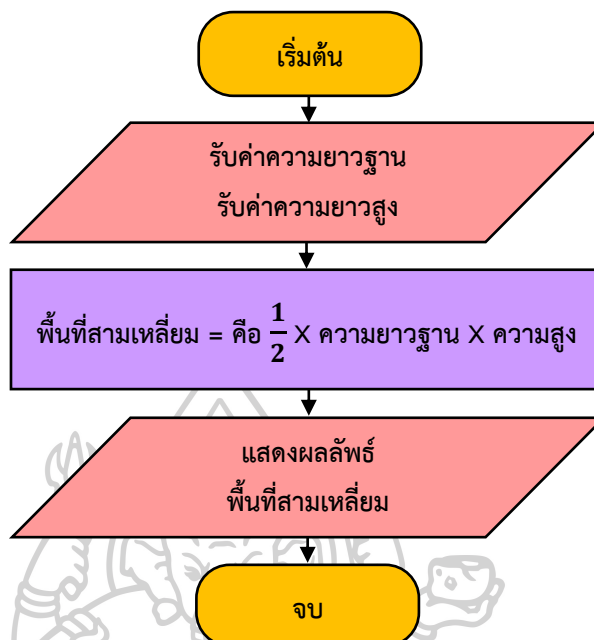 เริ่มต้น
รับค่าความยาวฐาน
รับค่าความยาวสูง
พื้นที่สามเหลี่ยม = คือ 1/2 X ความยาวฐาน X ความสูง
แสดงผลลัพธ์
พื้นที่สามเหลี่ยม
จบ